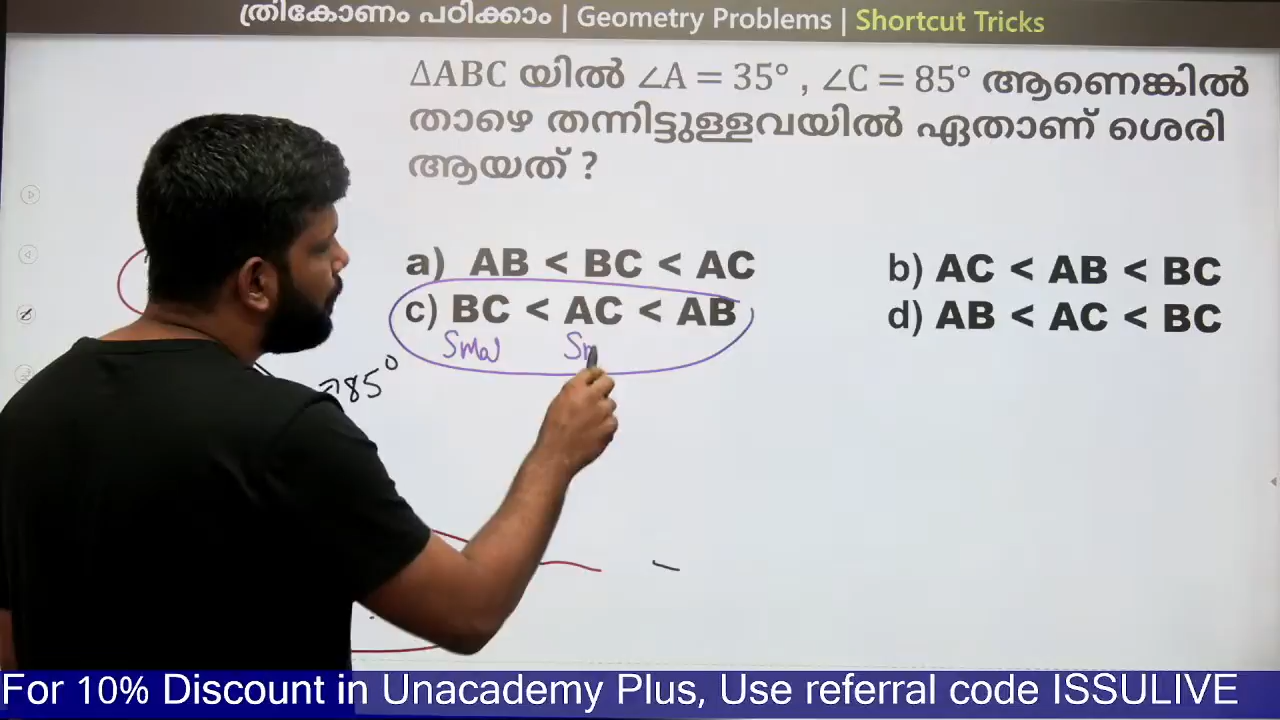 ത്രികോണം പഠിക്കാം | Geometry Problems | Shortcut Tricks
ΔABC യിൽ ∠A = 35° , ∠C = 85° ആണെങ്കിൽ
താഴെ തന്നിട്ടുള്ളവയിൽ ഏതാണ് ശെരി
ആയത് ?
a) AB < BC < AC
b) AC < AB < BC
c) BC < AC < AB
d) AB < AC < BC
85°
For 10% Discount in Unacademy Plus, Use referral code ISSULIVE